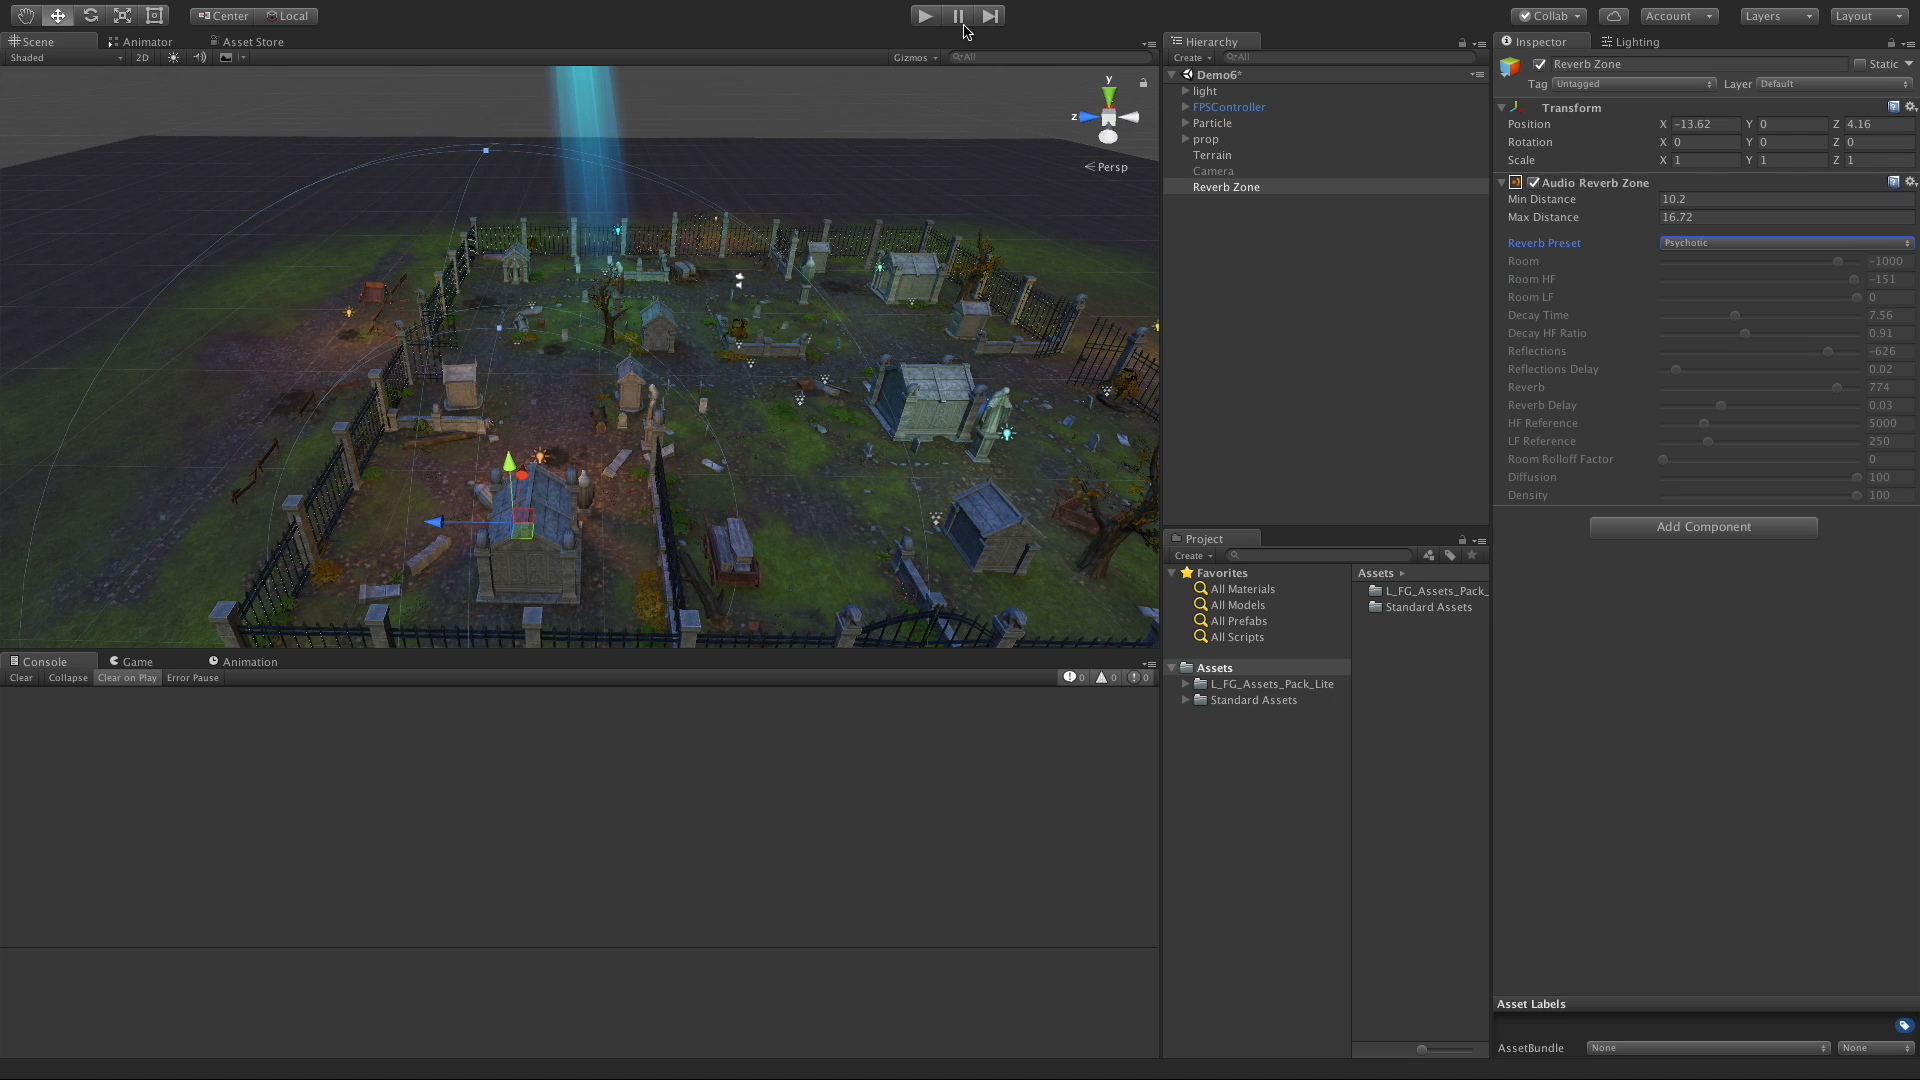 Center Local
Collab Account Layers Layout
Scene Animator Asset Store
Shaded 2D Gizmos All
y
z
Persp
Hierarchy
Create All
Demo6*
light
FPSController
Particle
prop
Terrain
Camera
Reverb Zone
Inspector Lighting
Reverb Zone Static
Tag Untagged Layer Default
Transform
Position X -13.62 Y 0 Z 4.16
Rotation X 0 Y 0 Z 0
Scale X 1 Y 1 Z 1
Audio Reverb Zone
Min Distance 10.2
Max Distance 16.72
Reverb Preset Psychotic
Room -1000
Room HF -151
Room LF 0
Decay Time 7.56
Decay HF Ratio 0.91
Reflections -626
Reflections Delay 0.02
Reverb 774
Reverb Delay 0.03
HF Reference 5000
LF Reference 250
Room Rolloff Factor 0
Diffusion 100
Density 100
Add Component
Project
Create
Favorites
All Materials
All Models
All Prefabs
All Scripts
Assets
L_FG_Assets_Pack_Lite
Standard Assets
Assets
L_FG_Assets_Pack_
Standard Assets
Console Game Animation
Clear Collapse Clear on Play Error Pause 0 0 0
Asset Labels
AssetBundle None None